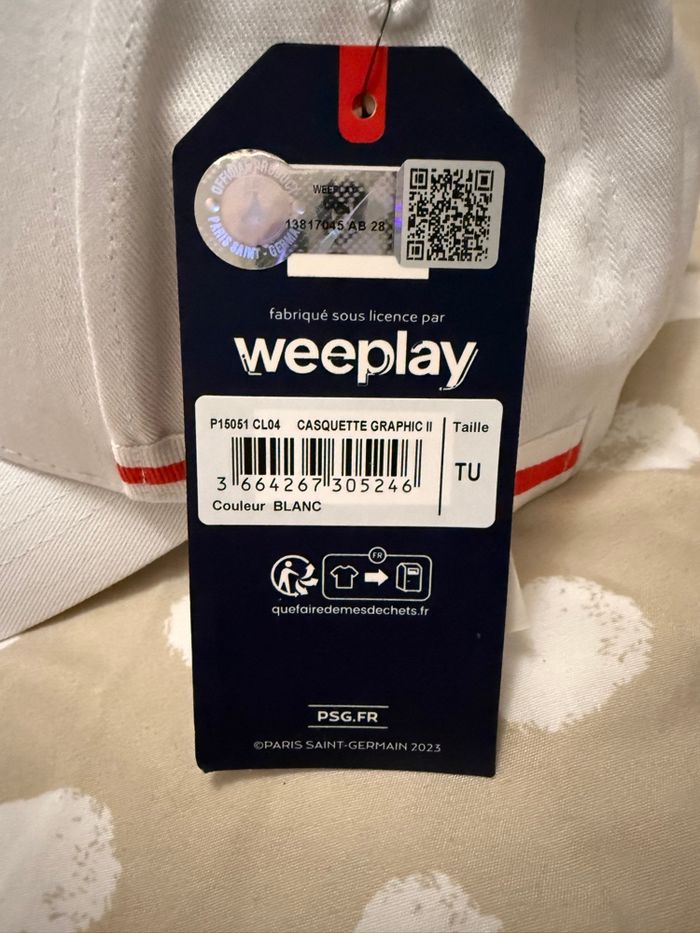 OFFICIAL PRODUCT
PARIS SAINT-GERMAIN
WEEPLAY
13817045 AB 28
fabriqué sous licence par
weeplay
P15051 CL04 CASQUETTE GRAPHIC II
Taille
TU
3 664267 305246
Couleur BLANC
FR
quefairedemesdechets.fr
PSG.FR
©PARIS SAINT-GERMAIN 2023